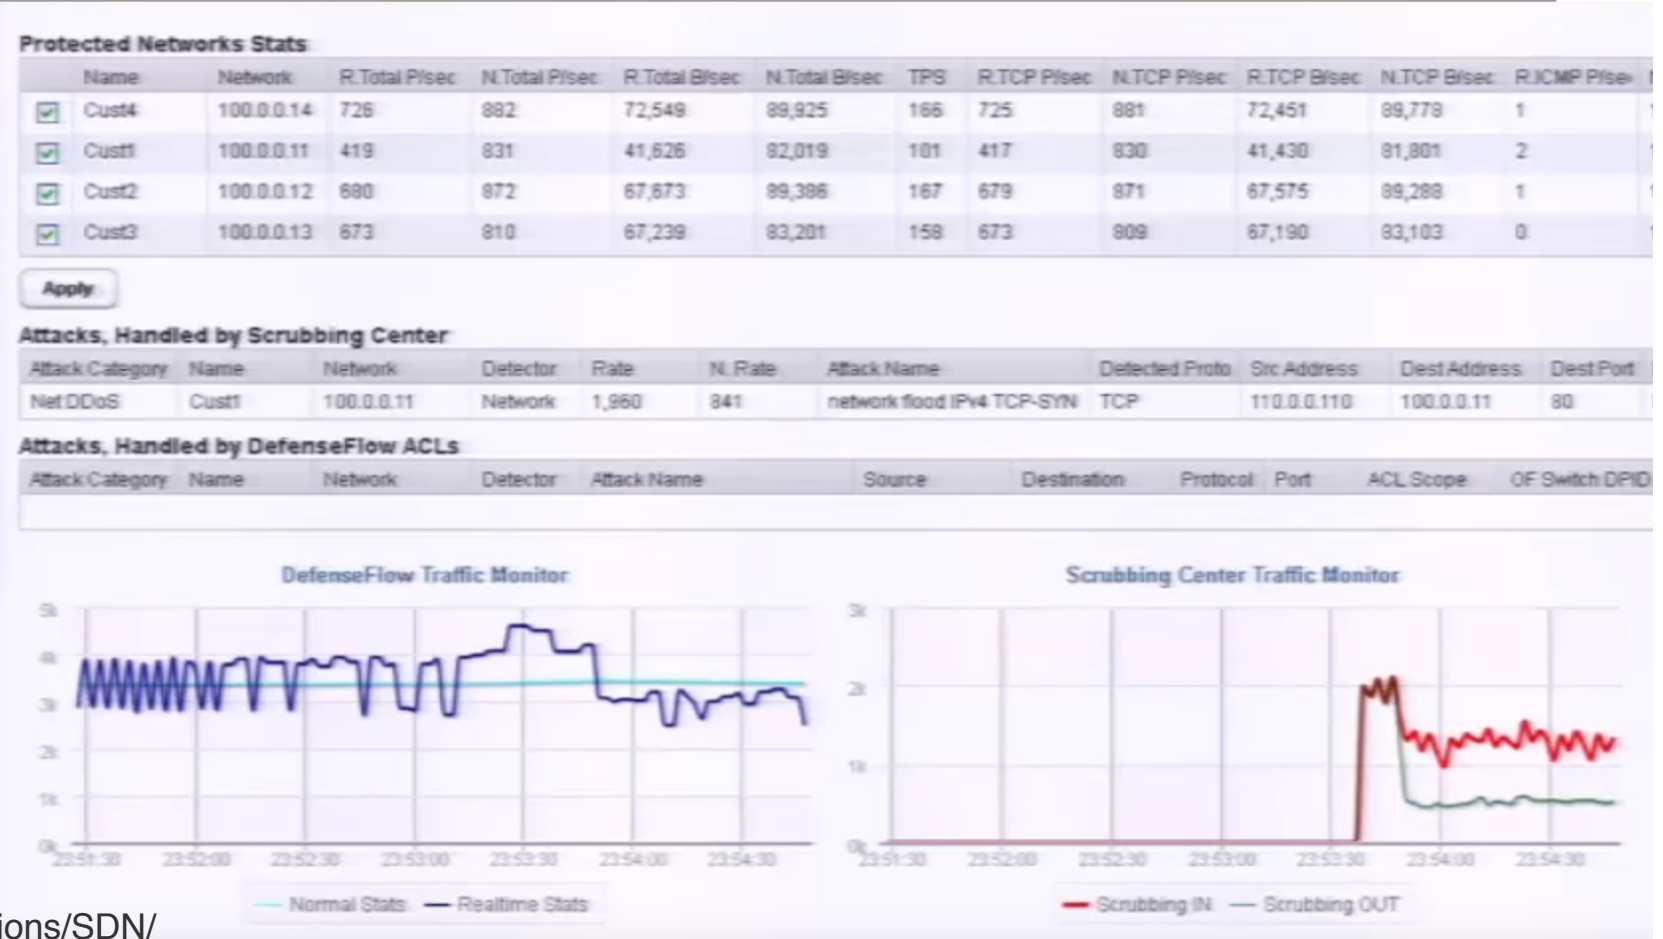 Protected Networks Stats
Name Network R.Total P/sec N.Total P/sec R.Total B/sec N.Total B/sec TPS R.TCP P/sec N.TCP P/sec R.TCP B/sec N.TCP B/sec R.ICMP P/sec
Cust4 100.0.0.14 726 882 72,549 89,925 166 725 881 72,451 89,778 1
Cust1 100.0.0.11 419 831 41,626 82,019 101 417 830 41,430 81,801 2
Cust2 100.0.0.12 680 872 67,673 89,386 167 679 871 67,575 89,288 1
Cust3 100.0.0.13 673 810 67,239 83,201 158 673 809 67,190 83,103 0
Apply
Attacks, Handled by Scrubbing Center
Attack Category Name Network Detector Rate N. Rate Attack Name Detected Proto Src Address Dest Address Dest Port
Net DDoS Cust1 100.0.0.11 Network 1,960 841 network flood IPv4 TCP-SYN TCP 110.0.0.110 100.0.0.11 80
Attacks, Handled by DefenseFlow ACLs
Attack Category Name Network Detector Attack Name Source Destination Protocol Port ACL Scope OF Switch DPID
DefenseFlow Traffic Monitor
5k
4k
3k
2k
1k
0k
23:51:30 23:52:00 23:52:30 23:53:00 23:53:30 23:54:00 23:54:30
Normal Stats Realtime Stats
Scrubbing Center Traffic Monitor
3k
2k
1k
0k
23:51:30 23:52:00 23:52:30 23:53:00 23:53:30 23:54:00 23:54:30
Scrubbing IN Scrubbing OUT
ions/SDN/